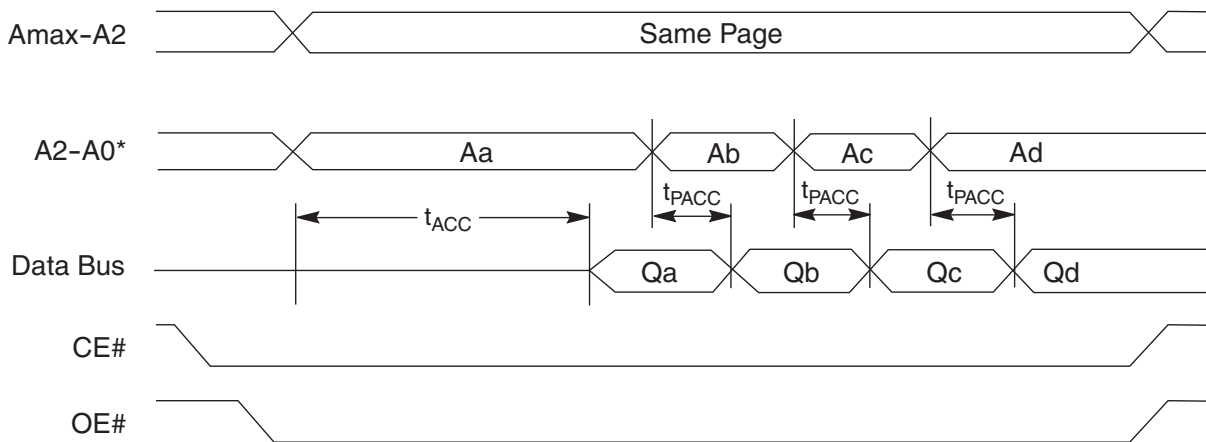 Amax-A2 Same Page
A2-A0* Aa Ab Ac Ad
tACC tPACC tPACC tPACC
Data Bus Qa Qb Qc Qd
CE#
OE#